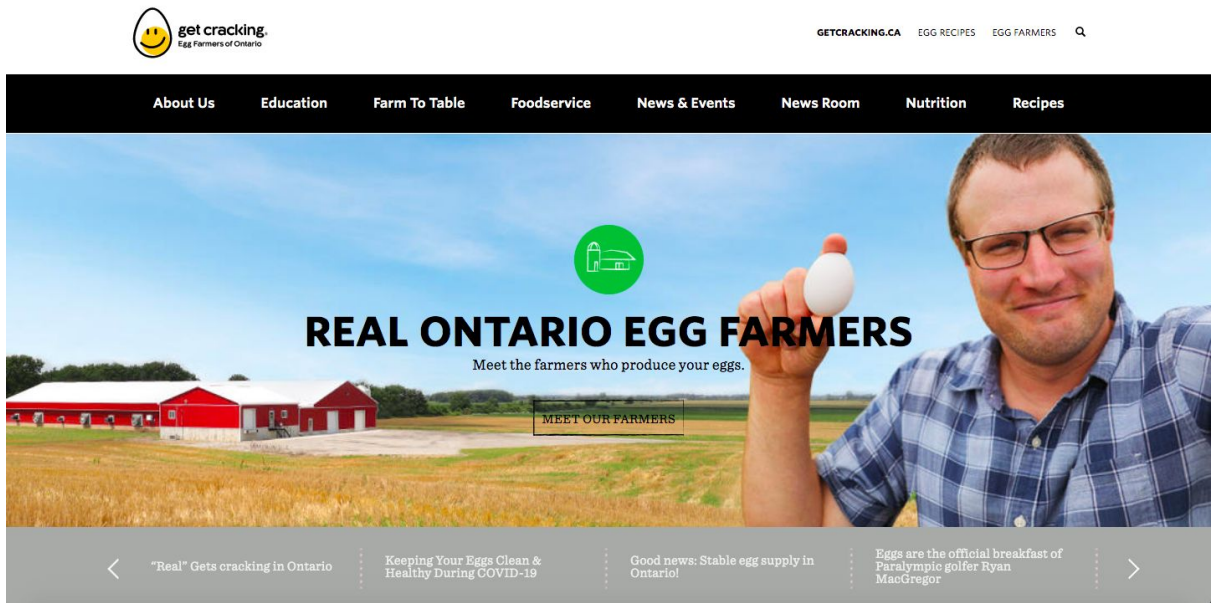 get cracking.
Egg Farmers of Ontario
GETCRACKING.CA EGG RECIPES EGG FARMERS
About Us Education Farm To Table Foodservice News & Events News Room Nutrition Recipes
REAL ONTARIO EGG FARMERS
Meet the farmers who produce your eggs.
MEET OUR FARMERS
"Real" Gets cracking in Ontario
Keeping Your Eggs Clean &
Healthy During COVID-19
Good news: Stable egg supply in
Ontario!
Eggs are the official breakfast of
Paralympic golfer Ryan
MacGregor